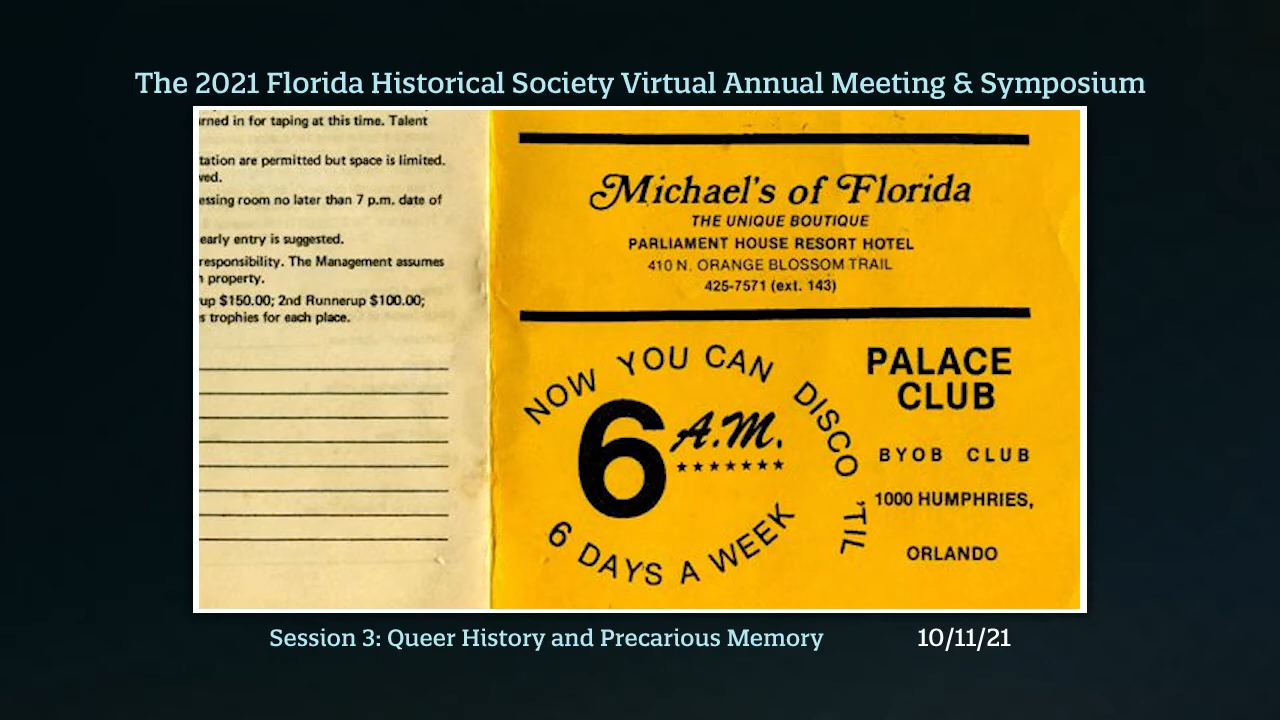 The 2021 Florida Historical Society Virtual Annual Meeting & Symposium
urned in for taping at this time. Talent
tation are permitted but space is limited.
ved.
essing room no later than 7 p.m. date of
early entry is suggested.
responsibility. The Management assumes
property.
up $150.00; 2nd Runnerup $100.00;
s trophies for each place.
Michael's of Florida
THE UNIQUE BOUTIQUE
PARLIAMENT HOUSE RESORT HOTEL
410 N. ORANGE BLOSSOM TRAIL
425-7571 (ext. 143)
NOW YOU CAN DISCO 'TIL
6 A.M.
6 DAYS A WEEK
PALACE
CLUB
BYOB CLUB
1000 HUMPHRIES,
ORLANDO
Session 3: Queer History and Precarious Memory 10/11/21